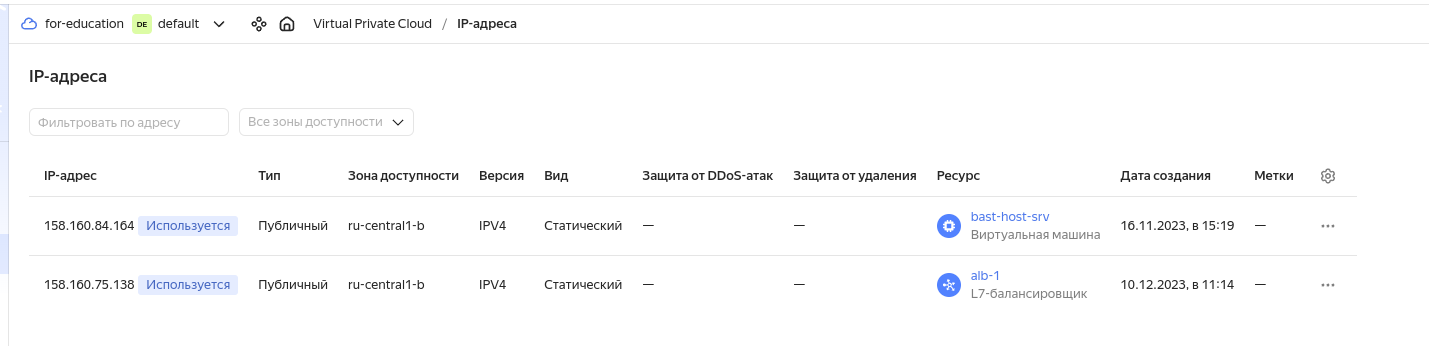 for-education DE default Virtual Private Cloud / IP-адреса
IP-адреса
Фильтровать по адресу Все зоны доступности
IP-адрес Тип Зона доступности Версия Вид Защита от DDoS-атак Защита от удаления Ресурс Дата создания Метки
158.160.84.164 Используется Публичный ru-central1-b IPV4 Статический — — bast-host-srv 16.11.2023, в 15:19 —
Виртуальная машина
158.160.75.138 Используется Публичный ru-central1-b IPV4 Статический — — alb-1 10.12.2023, в 11:14 —
L7-балансировщик